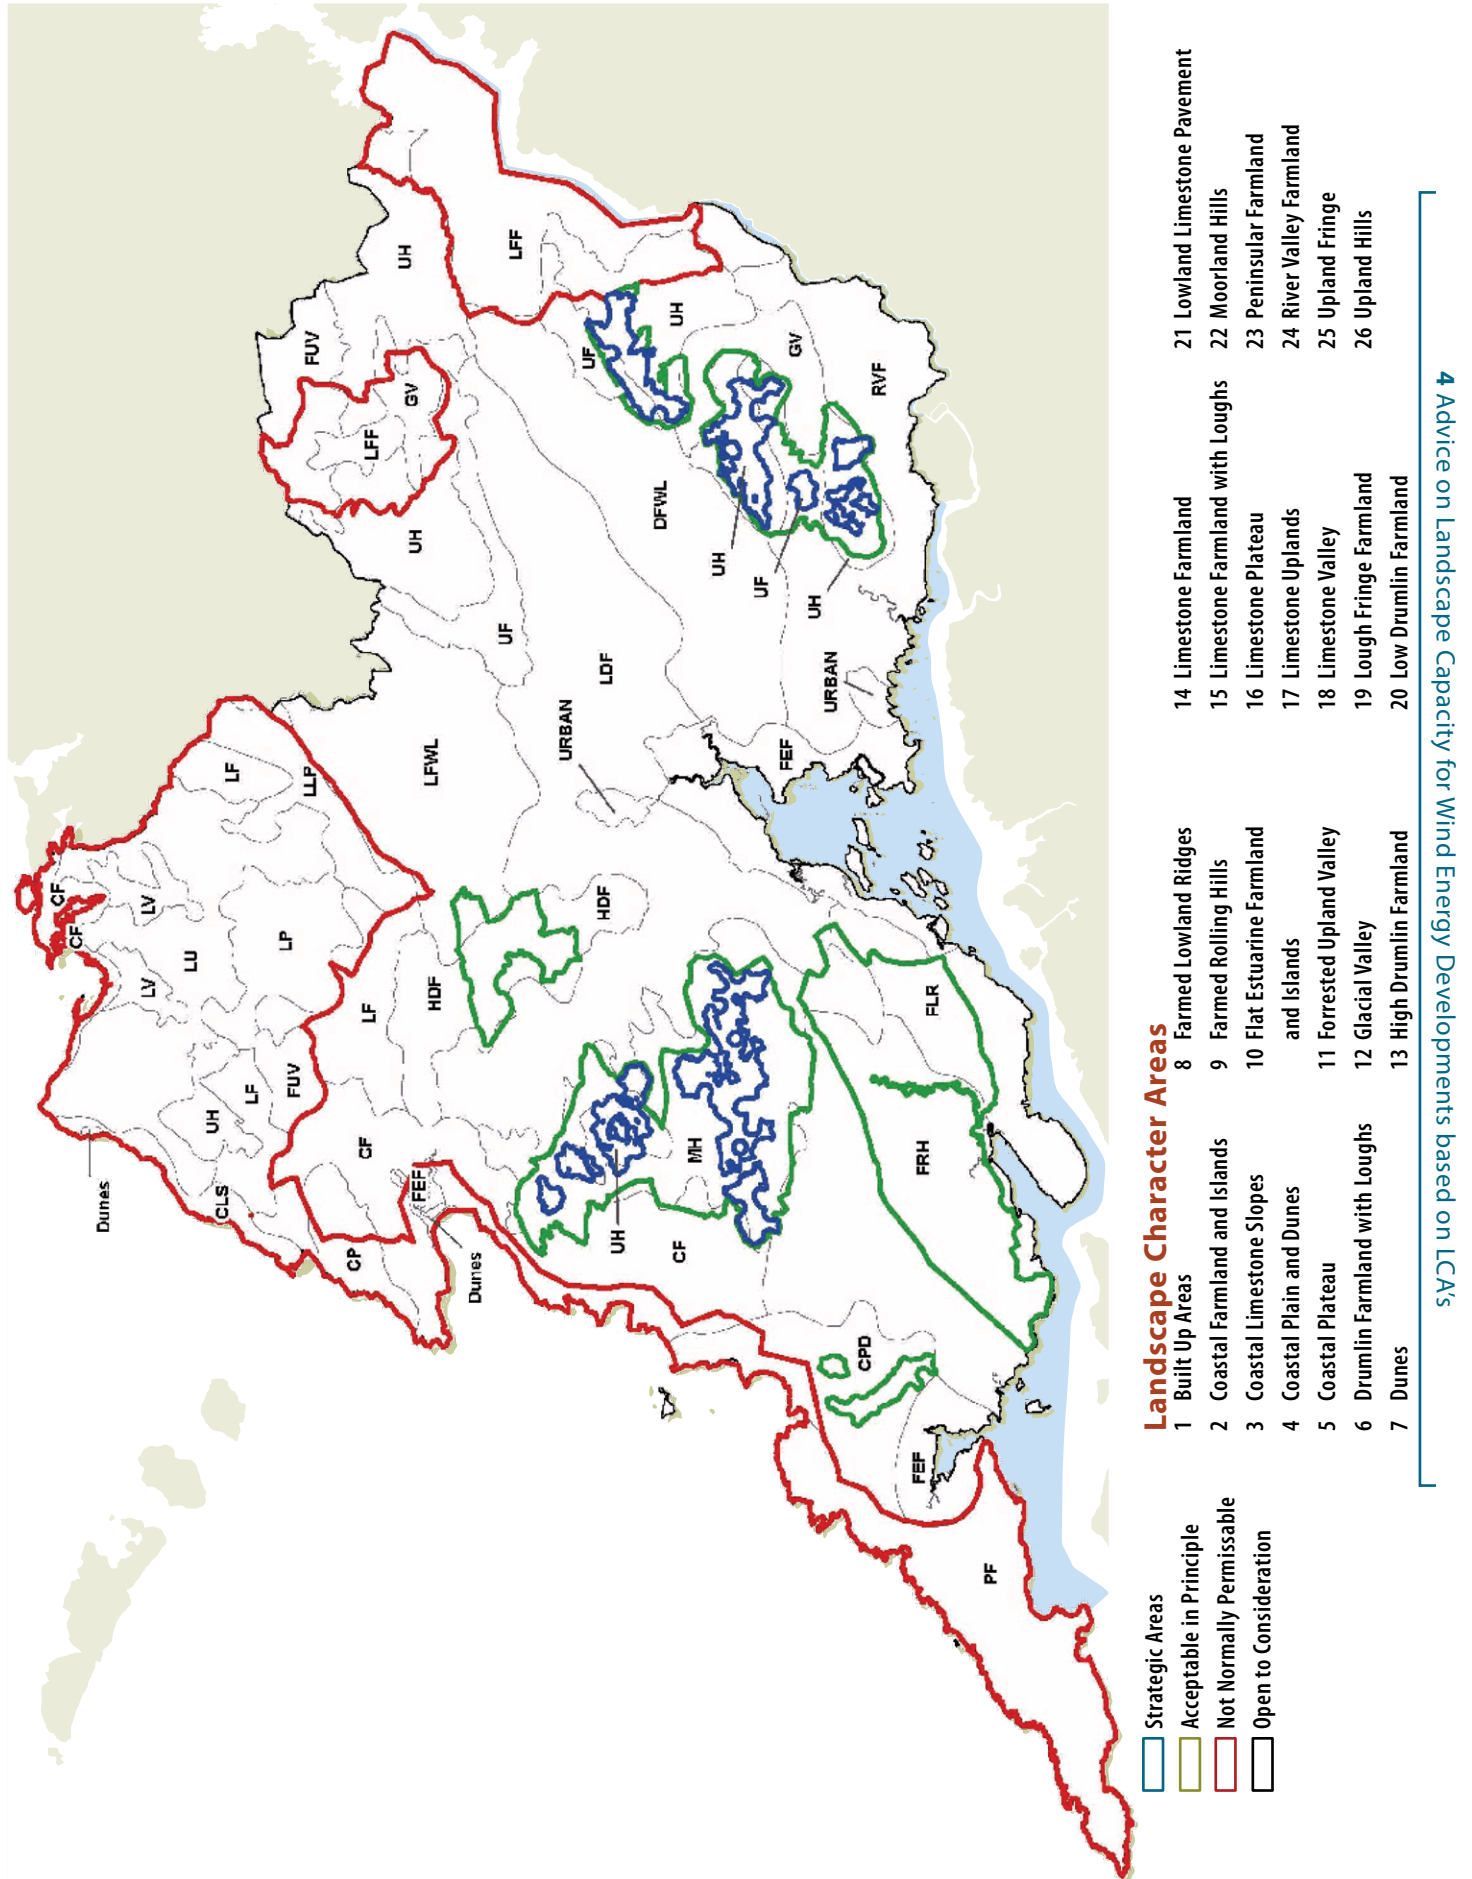 CF
CF
Dunes
LV
LV
LU
UH
CLS
LF
LF
LP
FUV
LLP
FUV
CP
CF
LF
LFF
UH
GV
UH
FEF
LFWL
HDF
Dunes
UF
LFF
URBAN
UF
HDF
LDF
UH
DFWL
UH
CF
MH
UH
UF
FEF
GV
UH
URBAN
CPD
RVF
FEF
FRH
FLR
PF
Strategic Areas
Acceptable in Principle
Not Normally Permissable
Open to Consideration
Landscape Character Areas
1 Built Up Areas
2 Coastal Farmland and Islands
3 Coastal Limestone Slopes
4 Coastal Plain and Dunes
5 Coastal Plateau
6 Drumlin Farmland with Loughs
7 Dunes
8 Farmed Lowland Ridges
9 Farmed Rolling Hills
10 Flat Estuarine Farmland
and Islands
11 Forrested Upland Valley
12 Glacial Valley
13 High Drumlin Farmland
14 Limestone Farmland
15 Limestone Farmland with Loughs
16 Limestone Plateau
17 Limestone Uplands
18 Limestone Valley
19 Lough Fringe Farmland
20 Low Drumlin Farmland
21 Lowland Limestone Pavement
22 Moorland Hills
23 Peninsular Farmland
24 River Valley Farmland
25 Upland Fringe
26 Upland Hills
4 Advice on Landscape Capacity for Wind Energy Developments based on LCA's